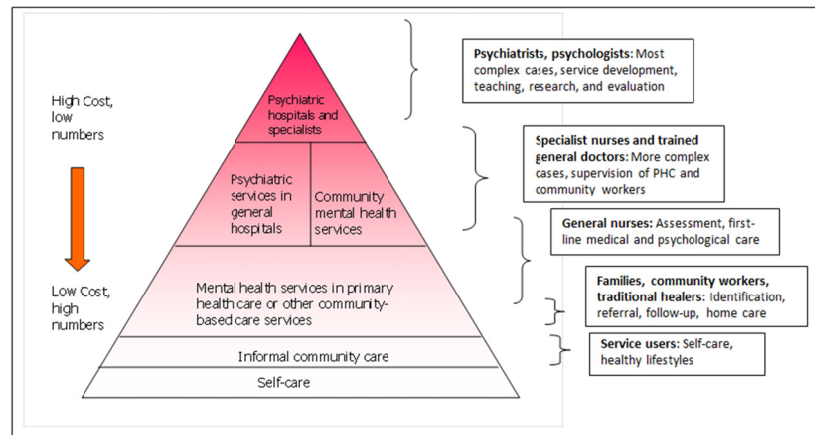 High Cost,
low
numbers
Low Cost,
high
numbers
Psychiatric
hospitals and
specialists
Psychiatric
services in
general
hospitals
Community
mental health
services
Mental health services in primary
healthcare or other community-
based care services
Informal community care
Self-care
Psychiatrists, psychologists: Most
complex cases, service development,
teaching, research, and evaluation
Specialist nurses and trained
general doctors: More complex
cases, supervision of PHC and
community workers
General nurses: Assessment, first-
line medical and psychological care
Families, community workers,
traditional healers: Identification,
referral, follow-up, home care
Service users: Self-care,
healthy lifestyles